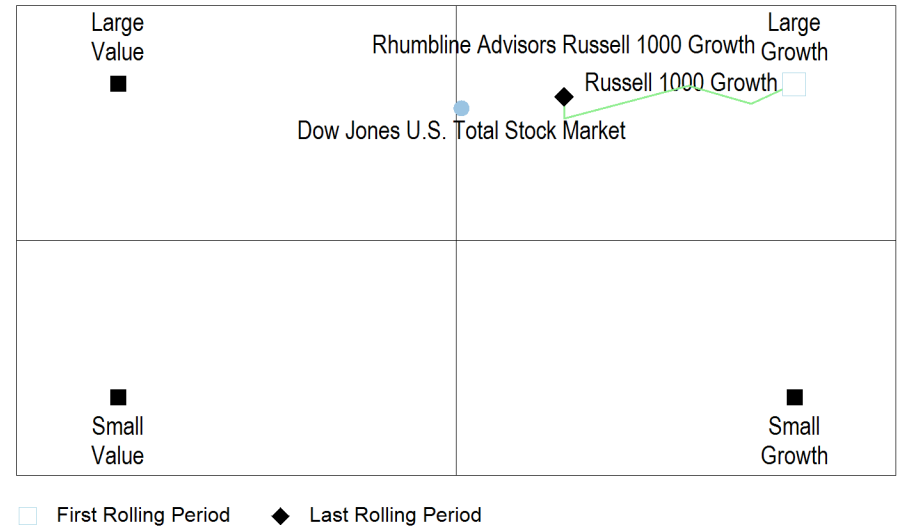 Large
Value
Rhumbline Advisors Russell 1000 Growth
Large
Growth
Russell 1000 Growth
Dow Jones U.S. Total Stock Market
Small
Value
Small
Growth
First Rolling Period
Last Rolling Period